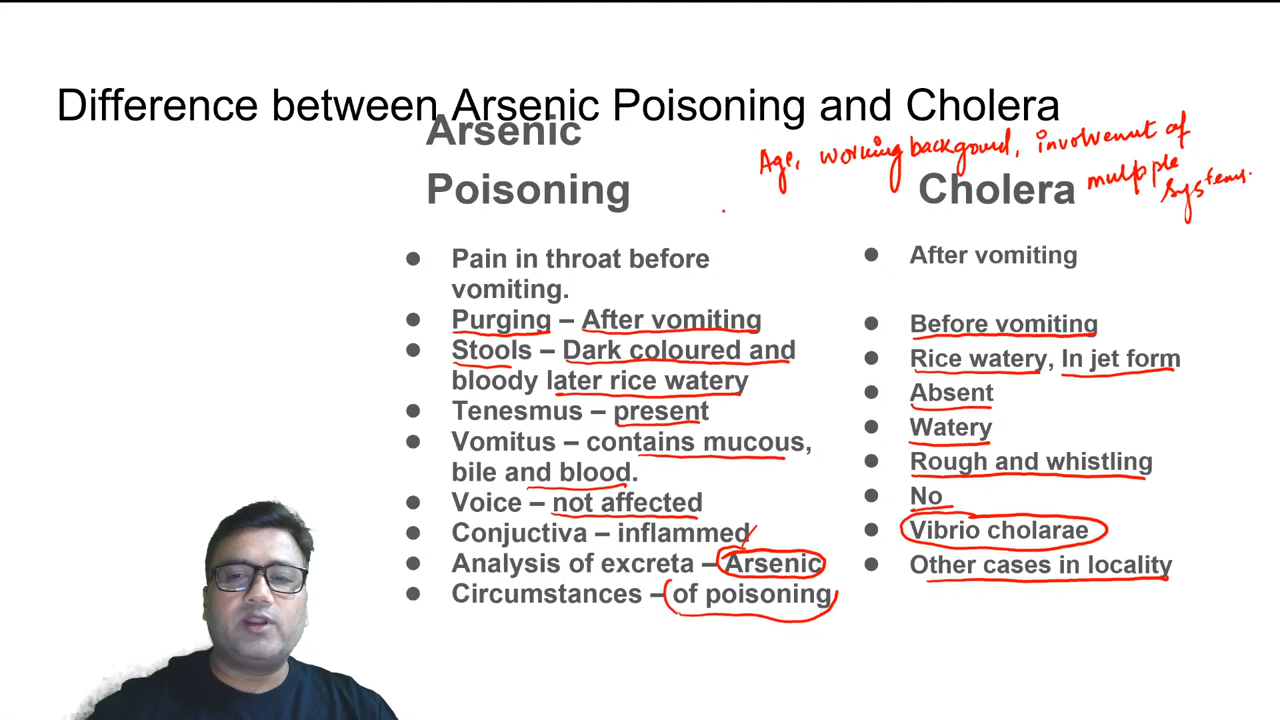 Difference between Arsenic Poisoning and Cholera
Arsenic
Poisoning
Age, working backgound, involvemnt of
multiple
systems.
Cholera
● Pain in throat before
vomiting.
● Purging – After vomiting
● Stools – Dark coloured and
bloody later rice watery
● Tenesmus – present
● Vomitus – contains mucous,
bile and blood.
● Voice – not affected
● Conjuctiva – inflammed
● Analysis of excreta – Arsenic
● Circumstances – of poisoning
● After vomiting
● Before vomiting
● Rice watery, In jet form
● Absent
● Watery
● Rough and whistling
● No
● Vibrio cholarae
● Other cases in locality